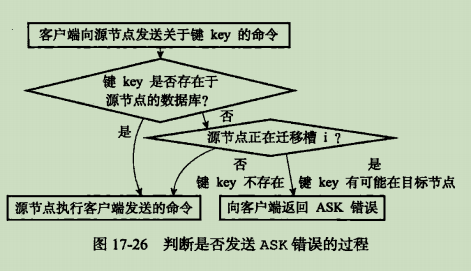 客户端向源节点发送关于键 key 的命令
键 key 是否存在于
源节点的数据库?
是
否
源节点正在迁移槽 i ?
否
键 key 不存在
是
键 key 有可能在目标节点
源节点执行客户端发送的命令
向客户端返回 ASK 错误
图 17-26 判断是否发送 ASK 错误的过程